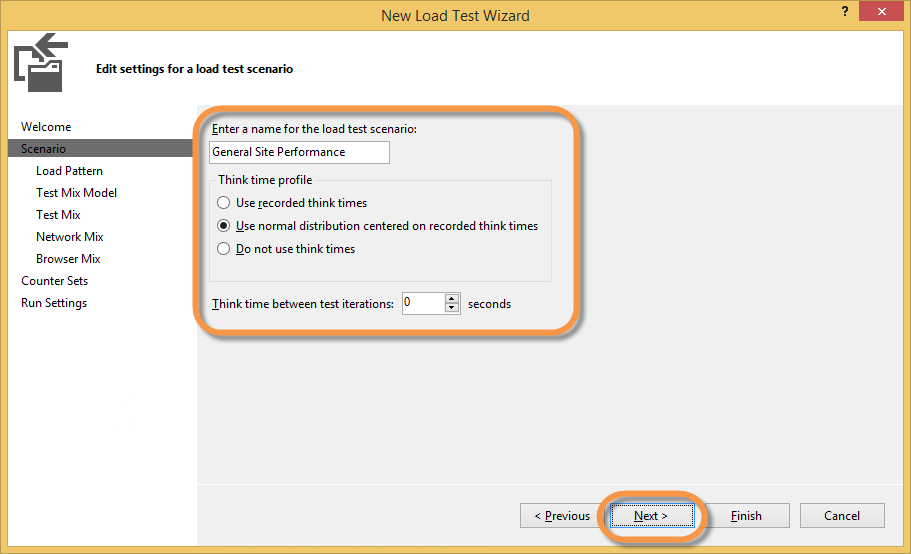 New Load Test Wizard
?
Edit settings for a load test scenario
Welcome
Scenario
Load Pattern
Test Mix Model
Test Mix
Network Mix
Browser Mix
Counter Sets
Run Settings
Enter a name for the load test scenario:
General Site Performance
Think time profile
Use recorded think times
Use normal distribution centered on recorded think times
Do not use think times
Think time between test iterations: 0 seconds
< Previous Next > Finish Cancel